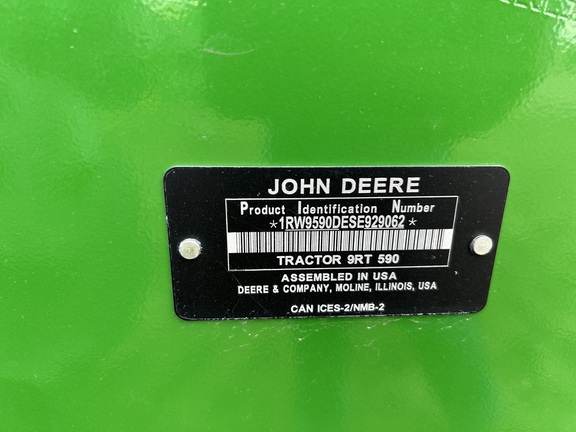 JOHN DEERE
Product Identification Number
*1RW9590DESE929062*
TRACTOR 9RT 590
ASSEMBLED IN USA
DEERE & COMPANY, MOLINE, ILLINOIS, USA
CAN ICES-2/NMB-2